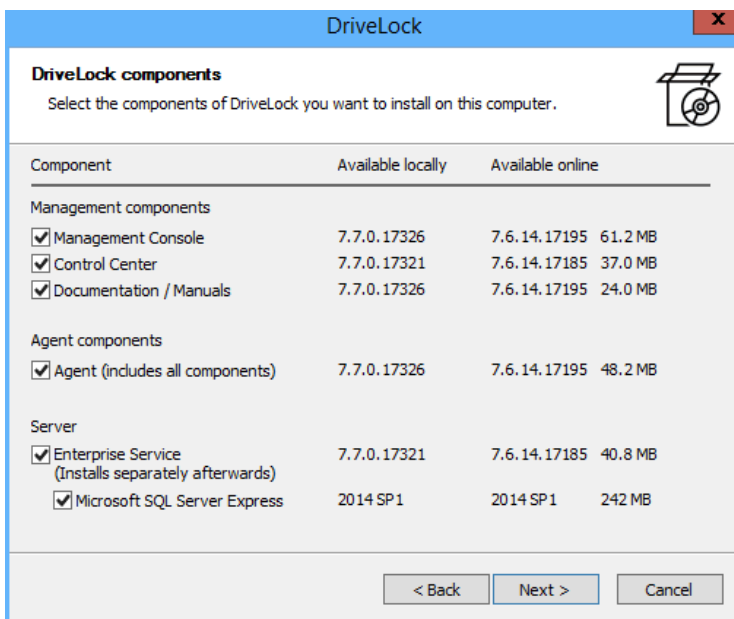 DriveLock
x
DriveLock components
Select the components of DriveLock you want to install on this computer.
Component Available locally Available online
Management components
Management Console 7.7.0.17326 7.6.14.17195 61.2 MB
Control Center 7.7.0.17321 7.6.14.17185 37.0 MB
Documentation / Manuals 7.7.0.17326 7.6.14.17195 24.0 MB
Agent components
Agent (includes all components) 7.7.0.17326 7.6.14.17195 48.2 MB
Server
Enterprise Service 7.7.0.17321 7.6.14.17185 40.8 MB
(Installs separately afterwards)
Microsoft SQL Server Express 2014 SP1 2014 SP1 242 MB
< Back Next > Cancel